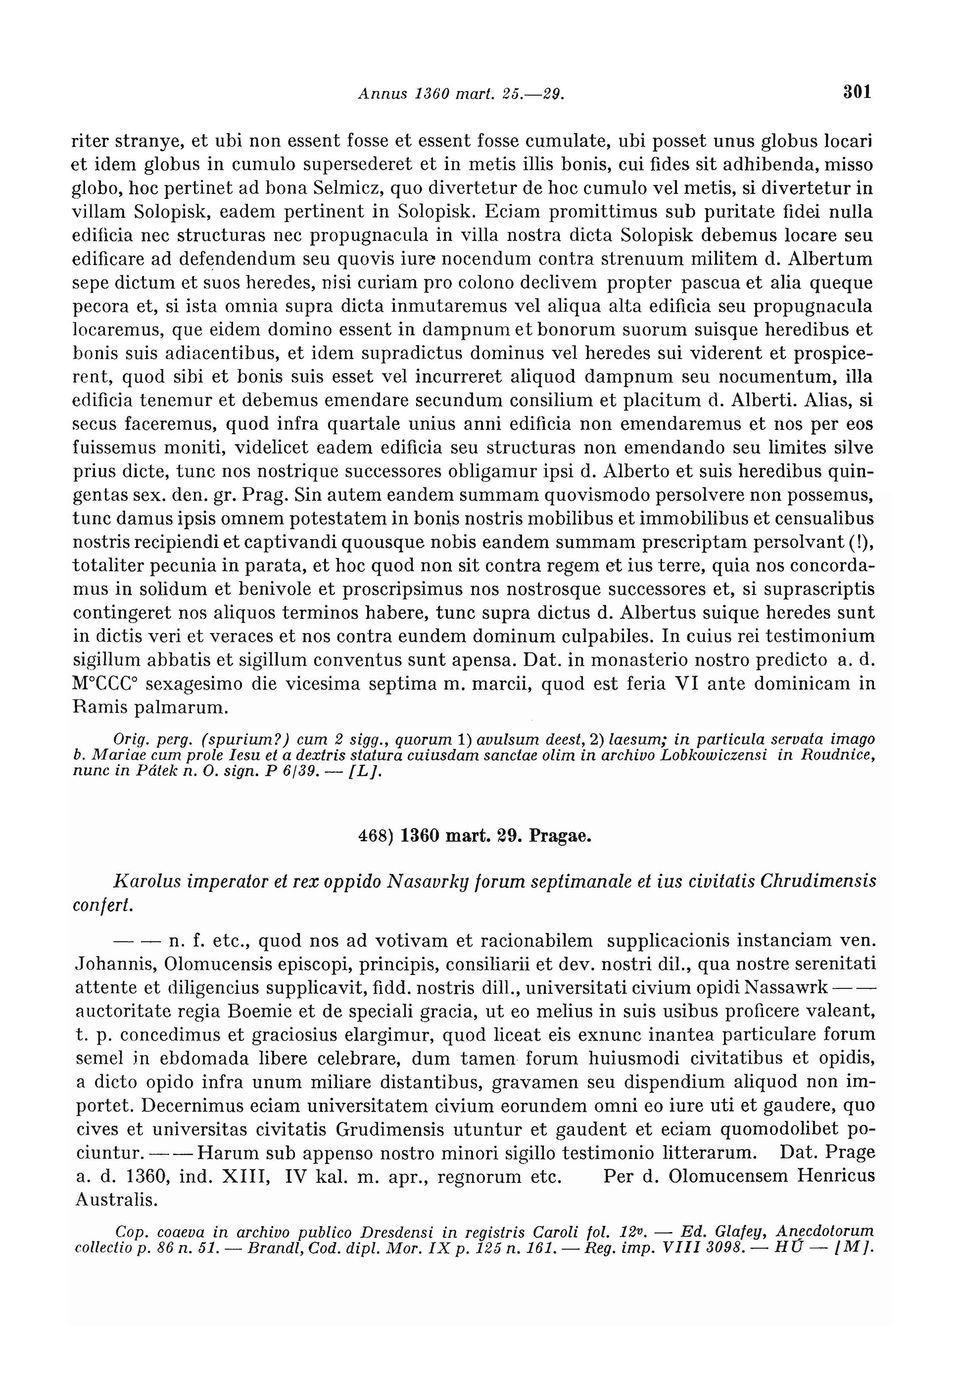 Annus 1360 mart. 25.—29. 301
riter stranye, et ubi non essent fosse et essent fosse cumulate, ubi posset unus globus locari
et idem globus in cumulo supersederet et in metis illis bonis, cui fides sit adhibenda, misso
globo, hoc pertinet ad bona Selmicz, quo divertetur de hoc cumulo vel metis, si divertetur in
villam Solopisk, eadem pertinent in Solopisk. Eciam promittimus sub puritate fidei nulla
edificia nec structuras nec propugnacula in villa nostra dicta Solopisk debemus locare seu
edificare ad defendendum seu quovis iure nocendum contra strenuum militem d. Albertum
sepe dictum et suos heredes, nisi curiam pro colono declivem propter pascua et alia queque
pecora et, si ista omnia supra dicta inmutaremus vel aliqua alta edificia seu propugnacula
locaremus, que eidem domino essent in dampnum et bonorum suorum suisque heredibus et
bonis suis adiacentibus, et idem supradictus dominus vel heredes sui viderent et prospice-
rent, quod sibi et bonis suis esset vel incurreret aliquod dampnum seu nocumentum, illa
edificia tenemur et debemus emendare secundum consilium et placitum d. Alberti. Alias, si
secus faceremus, quod infra quartale unius anni edificia non emendaremus et nos per eos
fuissemus moniti, videlicet eadem edificia seu structuras non emendando seu limites silve
prius dicte, tunc nos nostrique successores obligamur ipsi d. Alberto et suis heredibus quin-
gentas sex. den. gr. Prag. Sin autem eandem summam quovismodo persolvere non possemus,
tunc damus ipsis omnem potestatem in bonis nostris mobilibus et immobilibus et censualibus
nostris recipiendi et captivandi quousque nobis eandem summam prescriptam persolvant (!),
totaliter pecunia in parata, et hoc quod non sit contra regem et ius terre, quia nos concorda-
mus in solidum et benivole et proscripsimus nos nostrosque successores et, si suprascriptis
contingeret nos aliquos terminos habere, tunc supra dictus d. Albertus suique heredes sunt
in dictis veri et veraces et nos contra eundem dominum culpabiles. In cuius rei testimonium
sigillum abbatis et sigillum conventus sunt apensa. Dat. in monasterio nostro predicto a. d.
M°CCC° sexagesimo die vicesima septima m. marcii, quod est feria VI ante dominicam in
Ramis palmarum.
Orig. perg. (spurium?) cum 2 sigg., quorum 1) avulsum deest, 2) laesum; in particula servata imago
b. Mariae cum prole Iesu et a dextris statura cuiusdam sanctae olim in archivo Lobkowiczensi in Roudnice,
nunc in Pátek n. O. sign. P 6/39. — [L].
468) 1360 mart. 29. Pragae.
Karolus imperator et rex oppido Nasavrky forum septimanale et ius civitatis Chrudimensis
confert.
— — n. f. etc., quod nos ad votivam et racionabilem supplicacionis instanciam ven.
Johannis, Olomucensis episcopi, principis, consiliarii et dev. nostri dil., qua nostre serenitati
attente et diligencius supplicavit, fidd. nostris dill., universitati civium opidi Nassawrk — —
auctoritate regia Boemie et de speciali gracia, ut eo melius in suis usibus proficere valeant,
t. p. concedimus et graciosius elargimur, quod liceat eis exnunc inantea particulare forum
semel in ebdomada libere celebrare, dum tamen forum huiusmodi civitatibus et opidis,
a dicto opido infra unum miliare distantibus, gravamen seu dispendium aliquod non im-
portet. Decernimus eciam universitatem civium eorundem omni eo iure uti et gaudere, quo
cives et universitas civitatis Grudimensis utuntur et gaudent et eciam quomodolibet po-
ciuntur. — — Harum sub appenso nostro minori sigillo testimonio litterarum. Dat. Prage
a. d. 1360, ind. XIII, IV kal. m. apr., regnorum etc. Per d. Olomucensem Henricus
Australis.
Cop. coaeva in archivo publico Dresdensi in registris Caroli fol. 12v. — Ed. Glafey, Anecdotorum
collectio p. 86 n. 51. — Brandl, Cod. dipl. Mor. IX p. 125 n. 161. — Reg. imp. VIII 3098. — HÚ — [M].